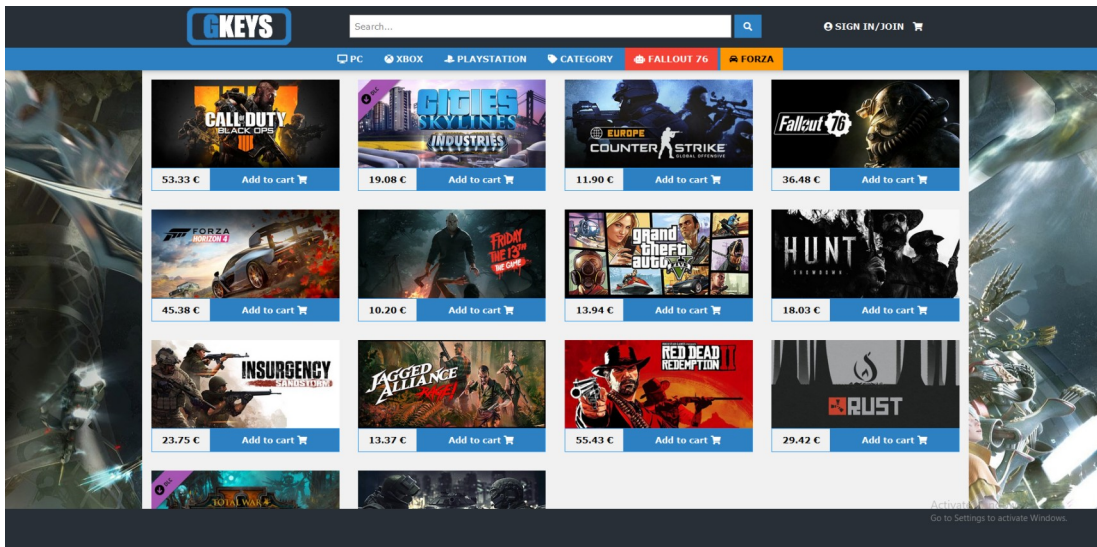 GKEYS
Search...
SIGN IN/JOIN
PC XBOX PLAYSTATION CATEGORY FALLOUT 76 FORZA
CALL OF DUTY
BLACK OPS
IIII
53.33 € Add to cart
DLC
CITIES
SKYLINES
INDUSTRIES
19.08 € Add to cart
EUROPE
COUNTER STRIKE
GLOBAL OFFENSIVE
11.90 € Add to cart
Fallout 76
36.48 € Add to cart
FORZA
HORIZON 4
45.38 € Add to cart
FRIDAY
THE 13TH
THE GAME
10.20 € Add to cart
grand
theft
auto V
13.94 € Add to cart
HUNT
SHOWDOWN
18.03 € Add to cart
INSURGENCY
SANDSTORM
23.75 € Add to cart
JAGGED
ALLIANCE
RAGE!
13.37 € Add to cart
RED DEAD
REDEMPTION II
55.43 € Add to cart
RUST
29.42 € Add to cart
DLC
TOTAL WAR
Activat
Go to Settings to activate Windows.